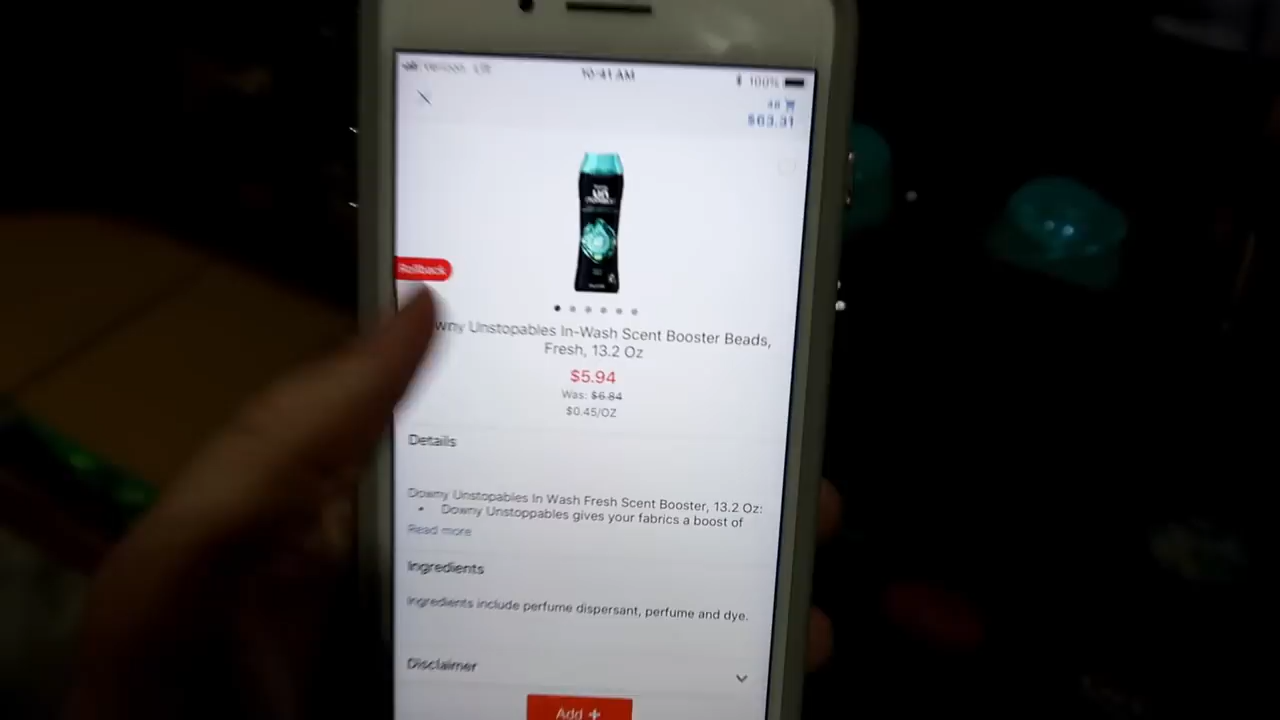 10:41 AM
100%
$63.31
Rollback
wny Unstopables In-Wash Scent Booster Beads,
Fresh, 13.2 Oz
$5.94
Was: $6.84
$0.45/OZ
Details
Downy Unstopables In Wash Fresh Scent Booster, 13.2 Oz:
• Downy Unstoppables gives your fabrics a boost of
Read more
Ingredients
Ingredients include perfume dispersant, perfume and dye.
Disclaimer
Add +